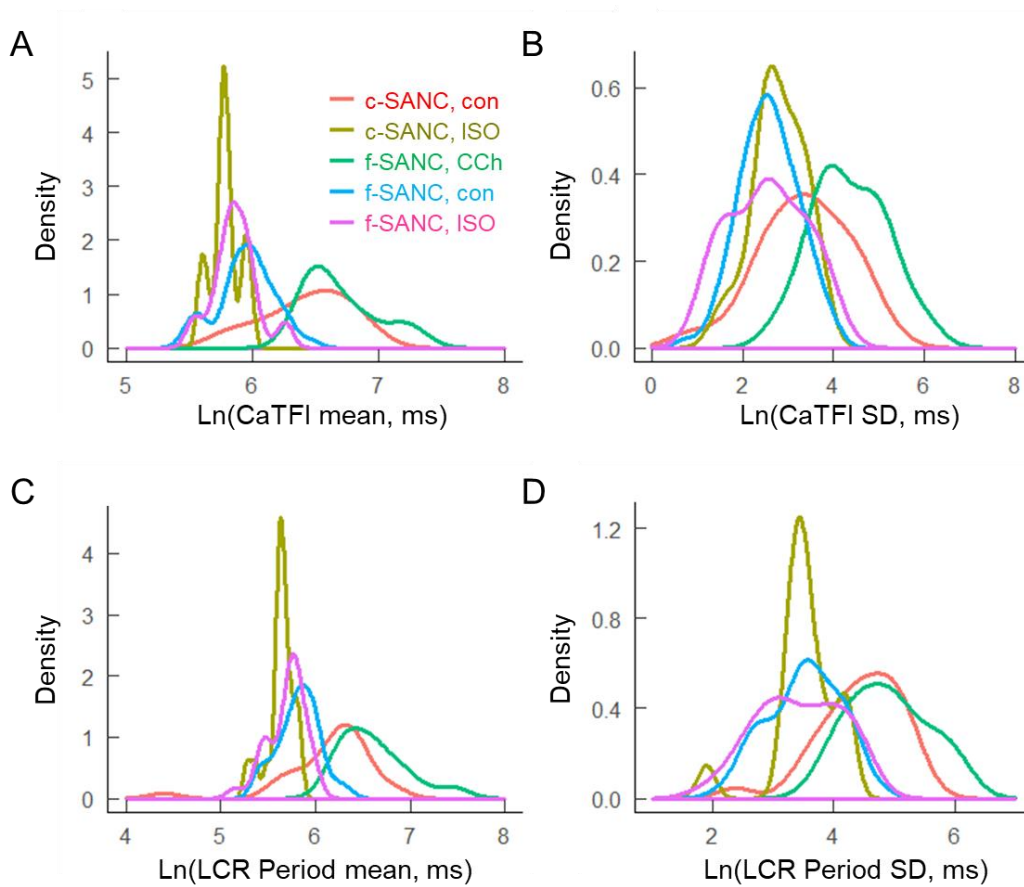 A
B
Density
5
4
3
2
1
0
c-SANC, con
c-SANC, ISO
f-SANC, CCh
f-SANC, con
f-SANC, ISO
5 6 7 8
Ln(CaTFl mean, ms)
Density
0.6
0.4
0.2
0.0
0 2 4 6 8
Ln(CaTFl SD, ms)
C
D
Density
4
3
2
1
0
4 5 6 7 8
Ln(LCR Period mean, ms)
Density
1.2
0.8
0.4
0.0
2 4 6
Ln(LCR Period SD, ms)